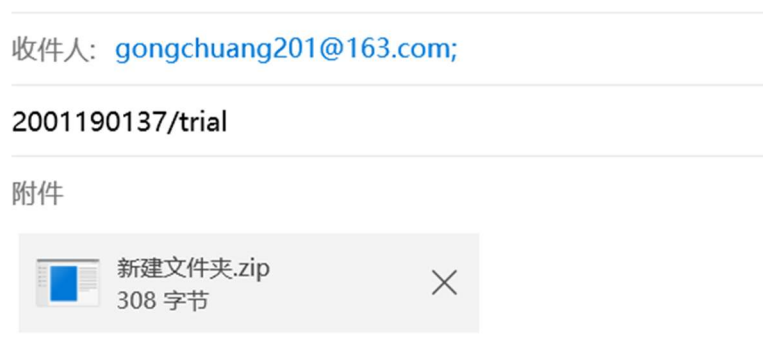 收件人: gongchuang201@163.com;
2001190137/trial
附件
新建文件夹.zip
308 字节